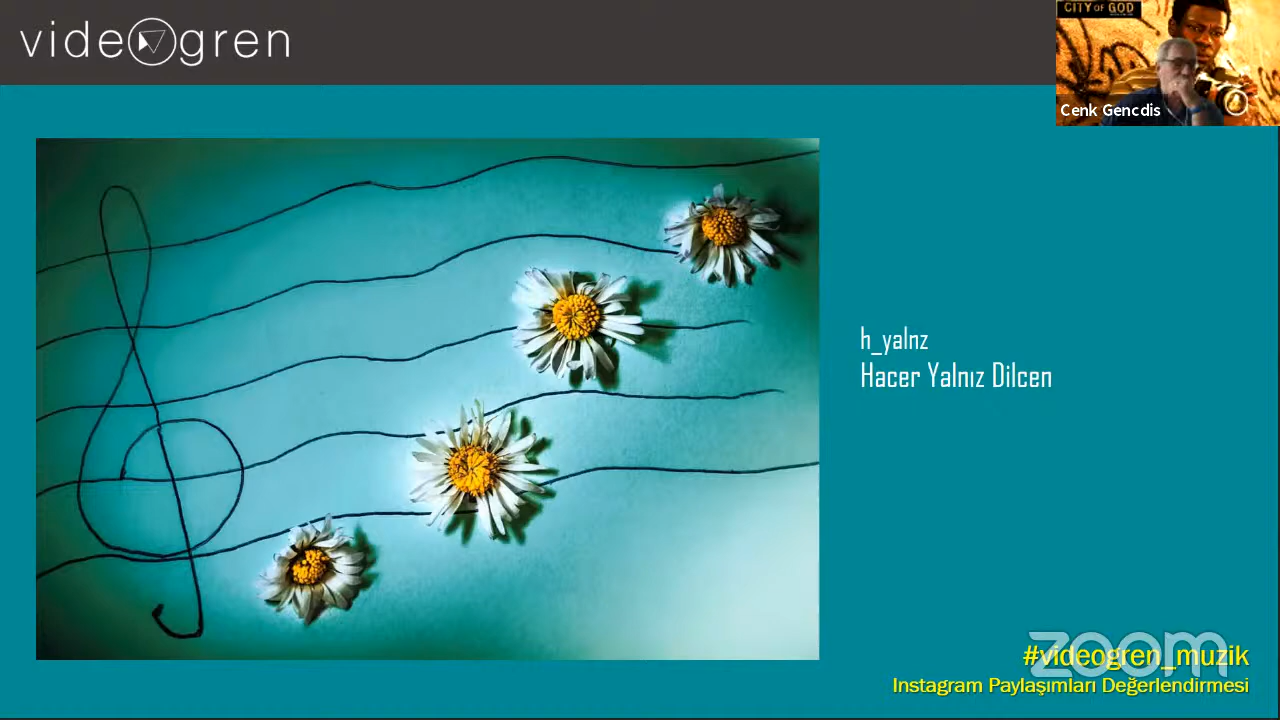 videogren
CITY OF GOD
Cenk Gencdis
h_yalnz
Hacer Yalnız Dilcen
zoom
#videogren_muzik
Instagram Paylaşımları Değerlendirmesi